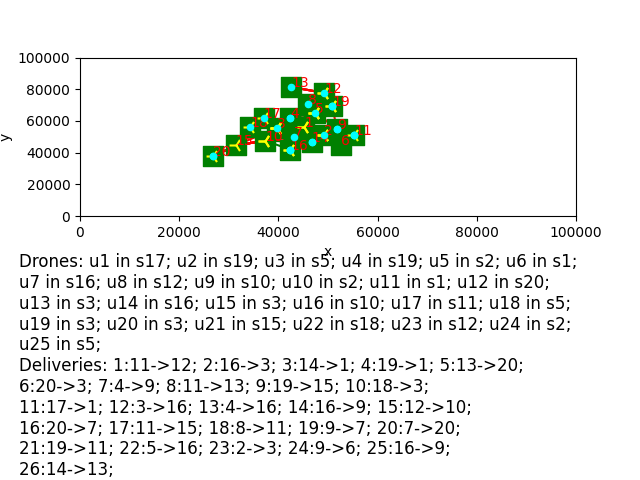 100000
80000
60000
40000
20000
0
y
0 20000 40000 60000 80000 100000
x
Drones: u1 in s17; u2 in s19; u3 in s5; u4 in s19; u5 in s2; u6 in s1;
u7 in s16; u8 in s12; u9 in s10; u10 in s2; u11 in s1; u12 in s20;
u13 in s3; u14 in s16; u15 in s3; u16 in s10; u17 in s11; u18 in s5;
u19 in s3; u20 in s3; u21 in s15; u22 in s18; u23 in s12; u24 in s2;
u25 in s5;
Deliveries: 1:11->12; 2:16->3; 3:14->1; 4:19->1; 5:13->20;
6:20->3; 7:4->9; 8:11->13; 9:19->15; 10:18->3;
11:17->1; 12:3->16; 13:4->16; 14:16->9; 15:12->10;
16:20->7; 17:11->15; 18:8->11; 19:9->7; 20:7->20;
21:19->11; 22:5->16; 23:2->3; 24:9->6; 25:16->9;
26:14->13;